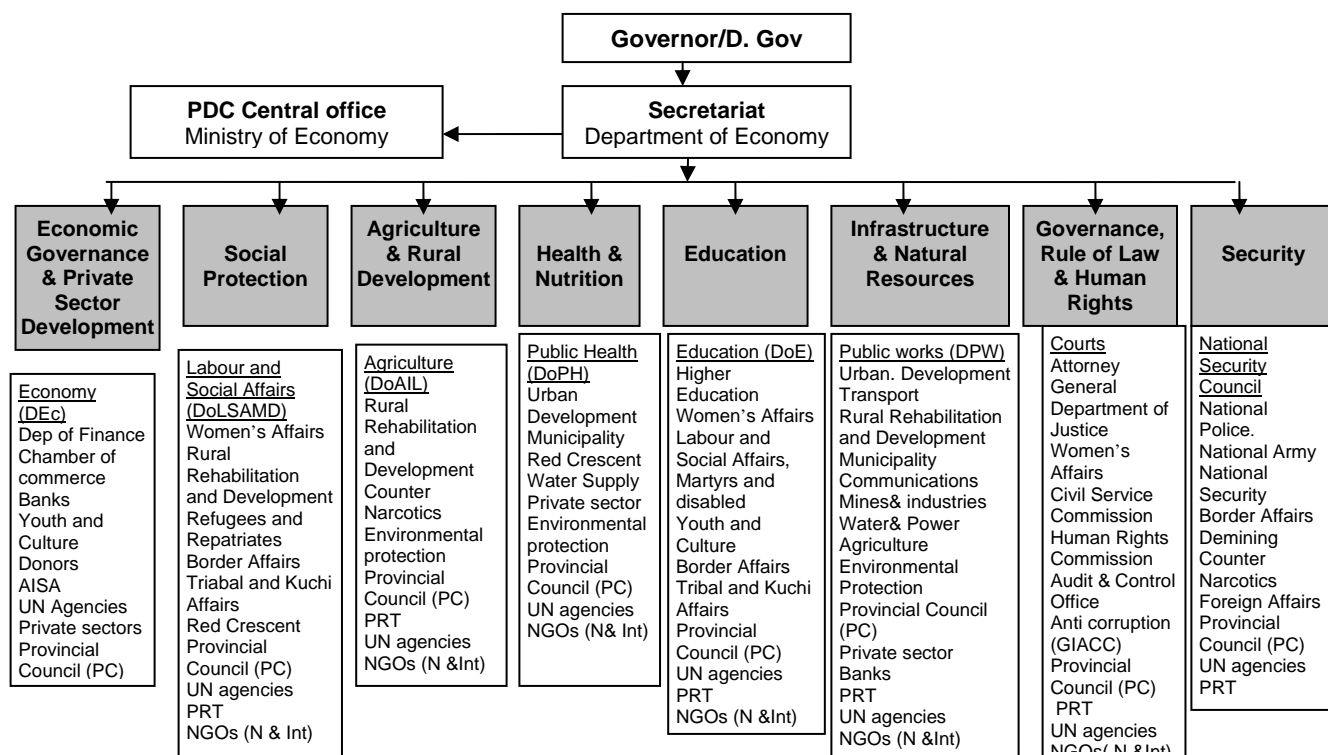 Governor/D. Gov
PDC Central office
Ministry of Economy
Secretariat
Department of Economy
Economic
Governance
& Private
Sector
Development
Social
Protection
Agriculture
& Rural
Development
Health &
Nutrition
Education
Infrastructure
& Natural
Resources
Governance,
Rule of Law
& Human
Rights
Security
Economy
(DEc)
Dep of Finance
Chamber of
commerce
Banks
Youth and
Culture
Donors
AISA
UN Agencies
Private sectors
Provincial
Council (PC)
Labour and
Social Affairs
(DoLSAMD)
Women's Affairs
Rural
Rehabilitation
and Development
Refugees and
Repatriates
Border Affairs
Triabal and Kuchi
Affairs
Red Crescent
Provincial
Council (PC)
UN agencies
PRT
NGOs (N & Int)
Agriculture
(DoAIL)
Rural
Rehabilitation
and
Development
Counter
Narcotics
Environmental
protection
Provincial
Council (PC)
PRT
UN agencies
NGOs (N &Int)
Public Health
(DoPH)
Urban
Development
Municipality
Red Crescent
Water Supply
Private sector
Environmental
protection
Provincial
Council (PC)
UN agencies
NGOs (N& Int)
Education (DoE)
Higher
Education
Women's Affairs
Labour and
Social Affairs,
Martyrs and
disabled
Youth and
Culture
Border Affairs
Tribal and Kuchi
Affairs
Provincial
Council (PC)
UN agencies
PRT
NGOs (N &Int)
Public works (DPW)
Urban. Development
Transport
Rural Rehabilitation
and Development
Municipality
Communications
Mines& industries
Water& Power
Agriculture
Environmental
Protection
Provincial Council
(PC)
Private sector
Banks
PRT
UN agencies
NGOs (N &Int)
Courts
Attorney
General
Department of
Justice
Women's
Affairs
Civil Service
Commission
Human Rights
Commission
Audit & Control
Office
Anti corruption
(GIACC)
Provincial
Council (PC)
PRT
UN agencies
NGOs( N &Int)
National
Security
Council
National
Police.
National Army
National
Security
Border Affairs
Demining
Counter
Narcotics
Foreign Affairs
Provincial
Council (PC)
UN agencies
PRT